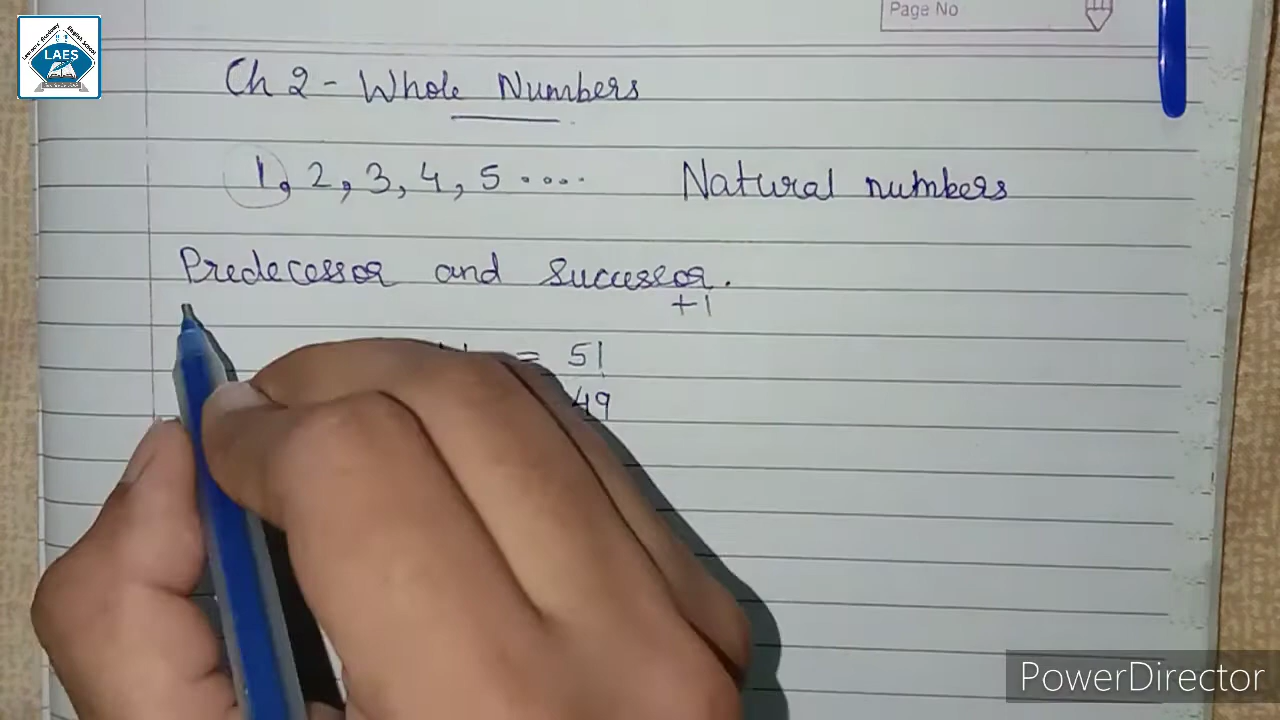 LAES
Page No
Ch 2 - Whole Numbers
1, 2, 3, 4, 5 ....
Natural numbers
Predecessor and Successor.
+1
= 51
49
PowerDirector